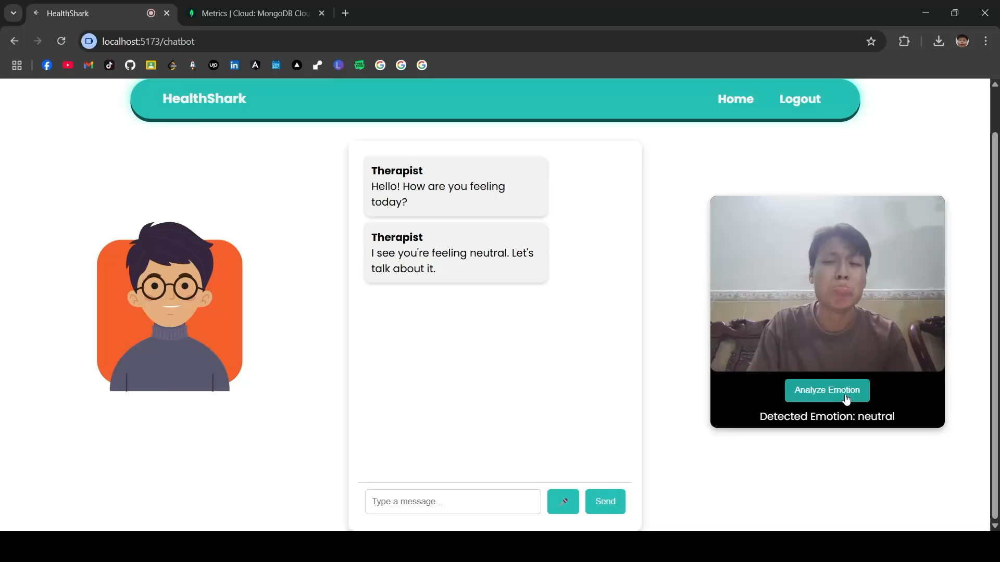 HealthShark
Metrics | Cloud: MongoDB Clou
localhost:5173/chatbot
HealthShark
Home
Logout
Therapist
Hello! How are you feeling
today?
Therapist
I see you're feeling neutral. Let's
talk about it.
Analyze Emotion
Detected Emotion: neutral
Type a message...
Send